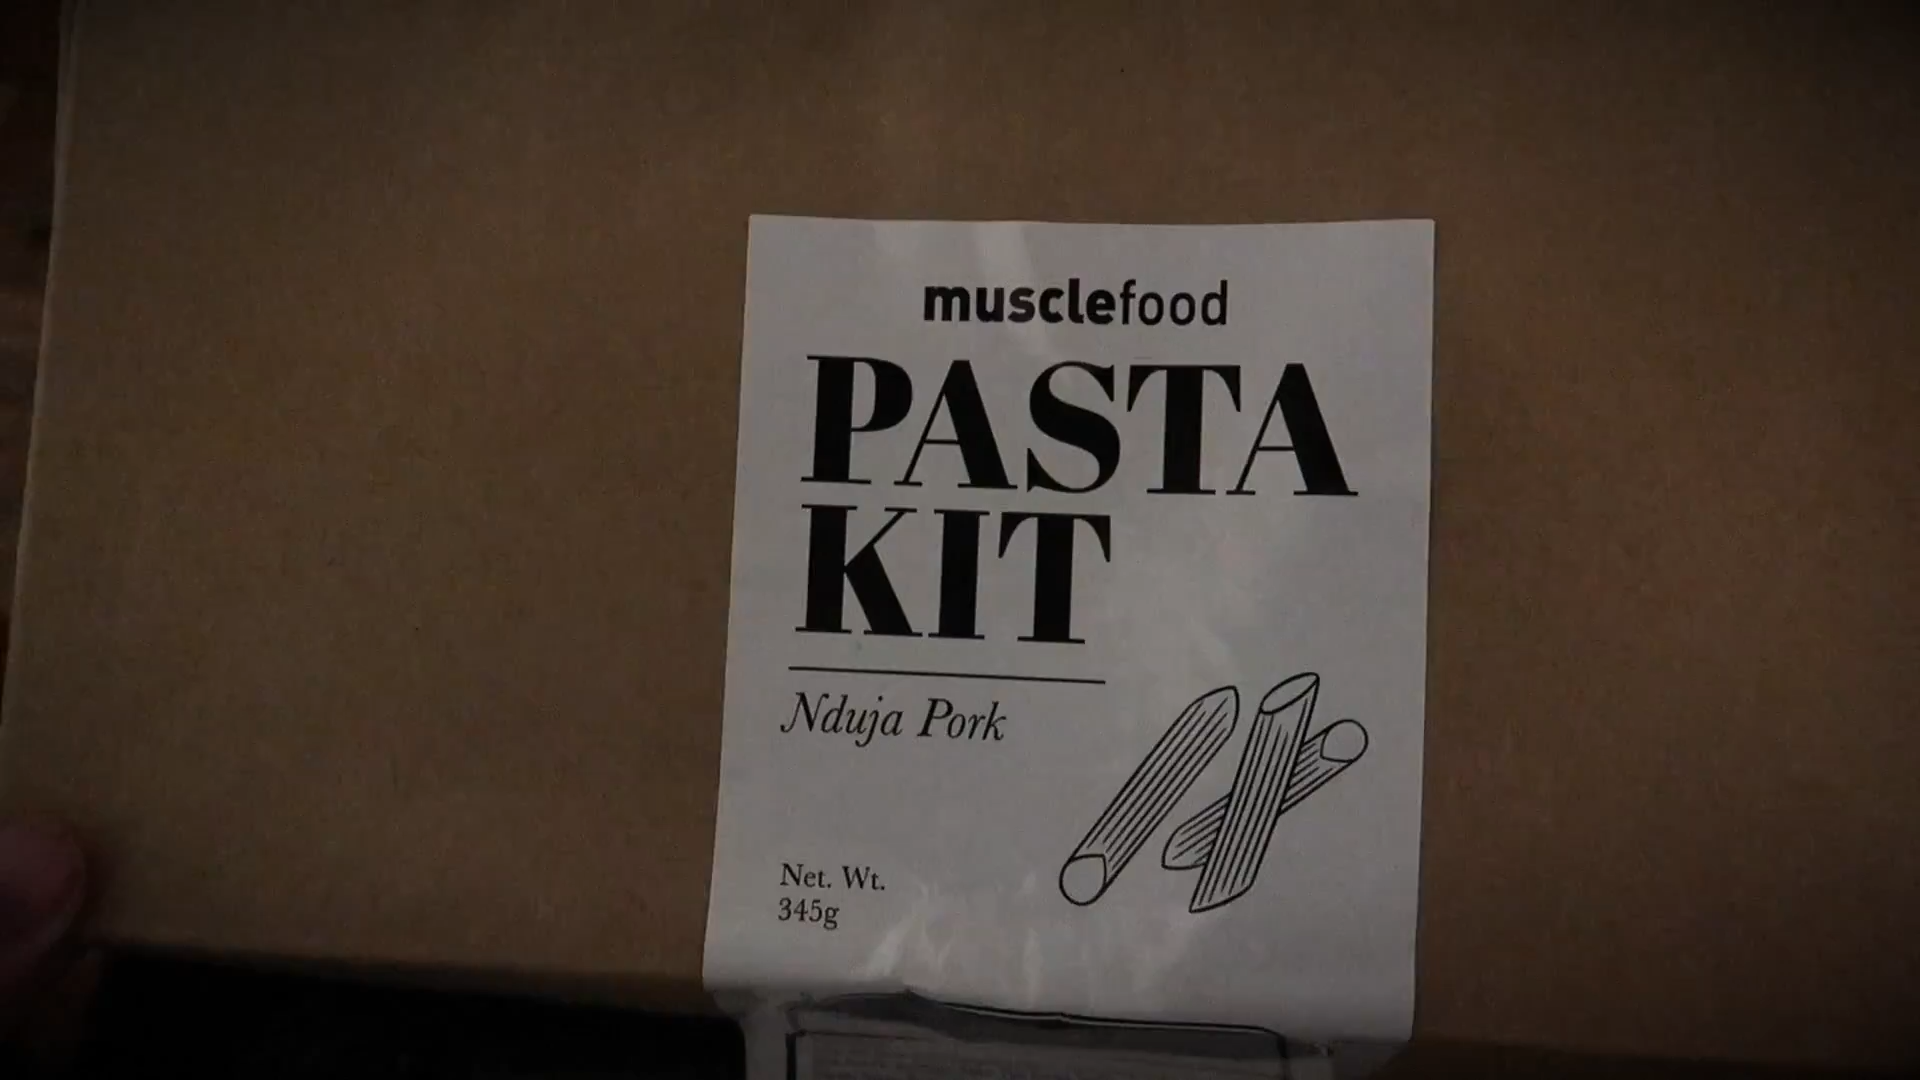 musclefood
PASTA
KIT
Nduja Pork
Net. Wt.
345g